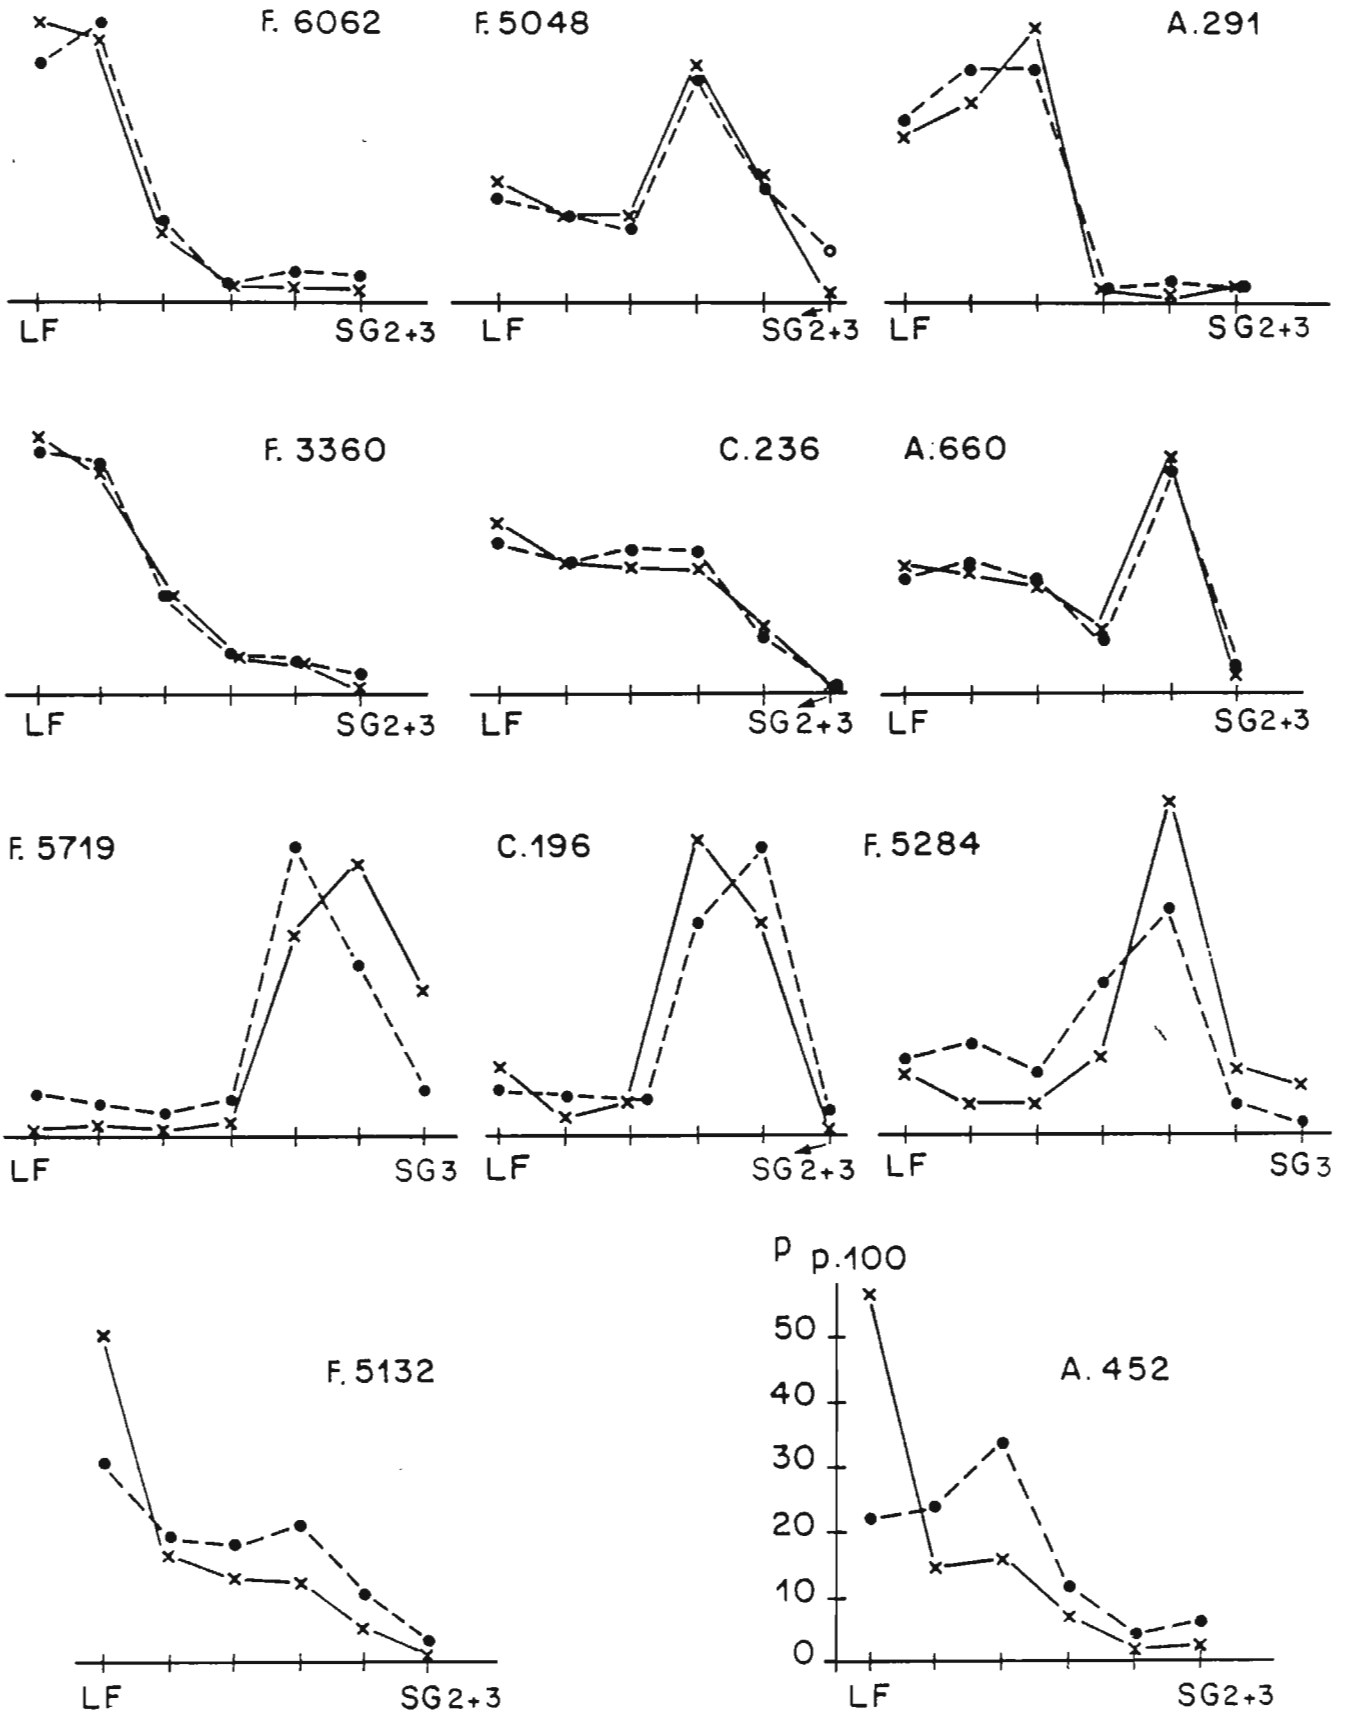 F. 6062 F. 5048 A.291
LF SG2+3 LF SG2+3 LF SG2+3
F. 3360 C.236 A.660
LF SG2+3 LF SG2+3 LF SG2+3
F. 5719 C.196 F. 5284
LF SG3 LF SG2+3 LF SG3
P p.100
50
F. 5132 A. 452
40
30
20
10
0
LF SG2+3 LF SG2+3